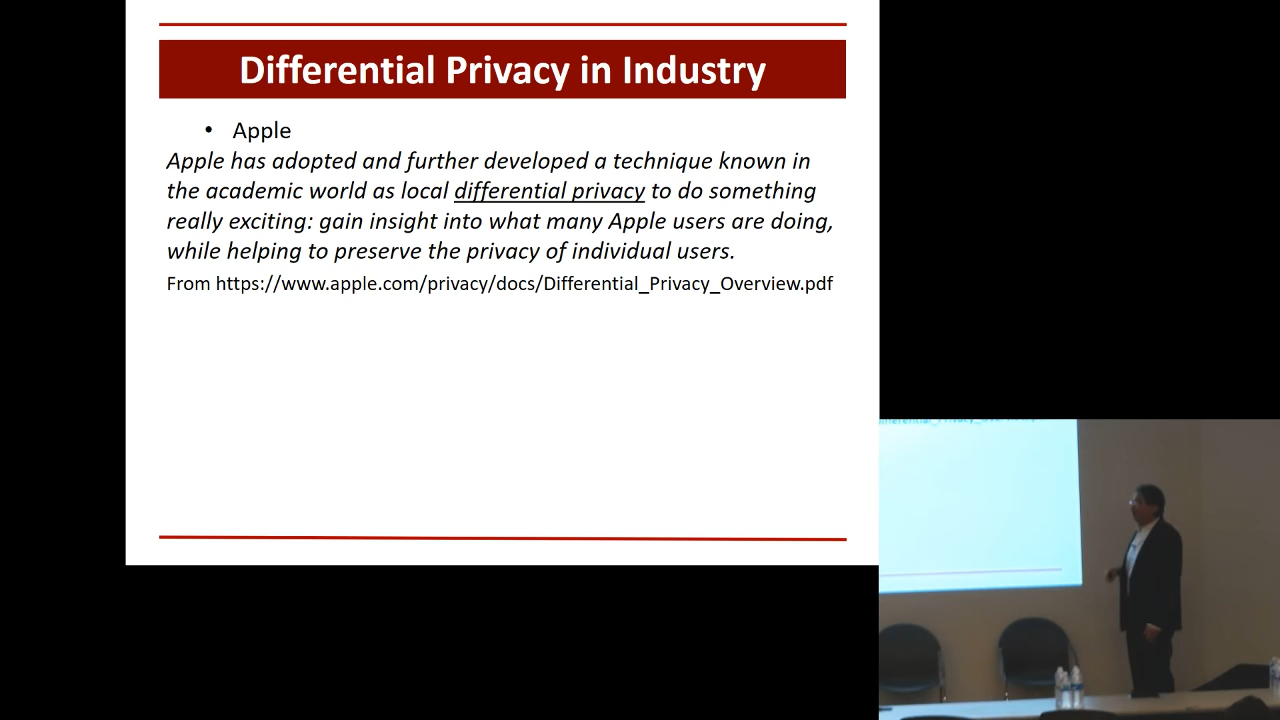 Differential Privacy in Industry
• Apple
Apple has adopted and further developed a technique known in
the academic world as local differential privacy to do something
really exciting: gain insight into what many Apple users are doing,
while helping to preserve the privacy of individual users.
From https://www.apple.com/privacy/docs/Differential_Privacy_Overview.pdf